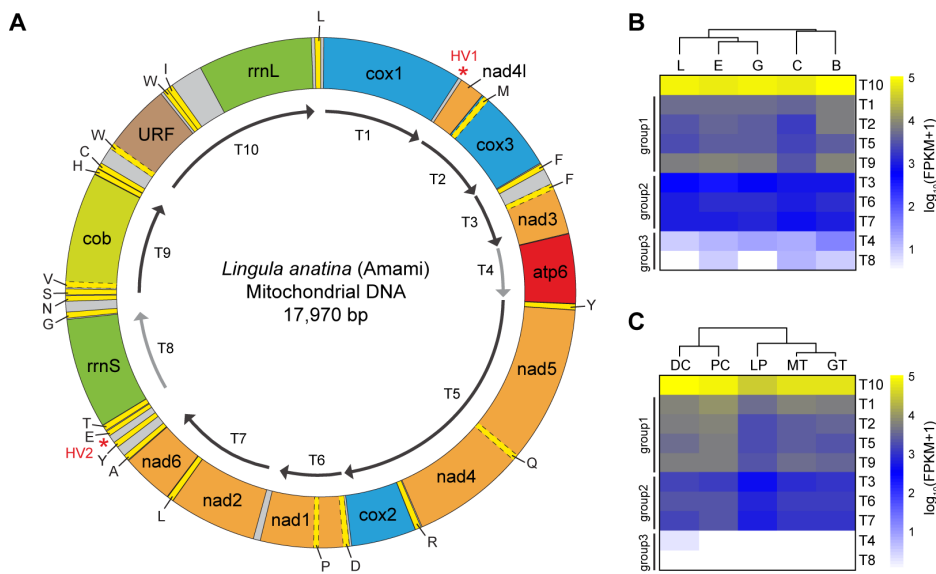 A
L
cox1
HV1
*
nad4l
M
cox3
F
F
nad3
atp6
Y
nad5
Q
nad4
R
cox2
D
P
nad1
nad2
L
nad6
A
Y
HV2
*
E
T
rrnS
G
N
S
V
cob
H
C
W
URF
W
I
rrnL
T1
T2
T3
T4
T5
T6
T7
T8
T9
T10
Lingula anatina (Amami)
Mitochondrial DNA
17,970 bp
B
L E G C B
T10
T1
T2
T5
T9
T3
T6
T7
T4
T8
group1
group2
group3
5
4
3
2
1
log10(FPKM+1)
C
DC PC LP MT GT
T10
T1
T2
T5
T9
T3
T6
T7
T4
T8
group1
group2
group3
5
4
3
2
1
log10(FPKM+1)